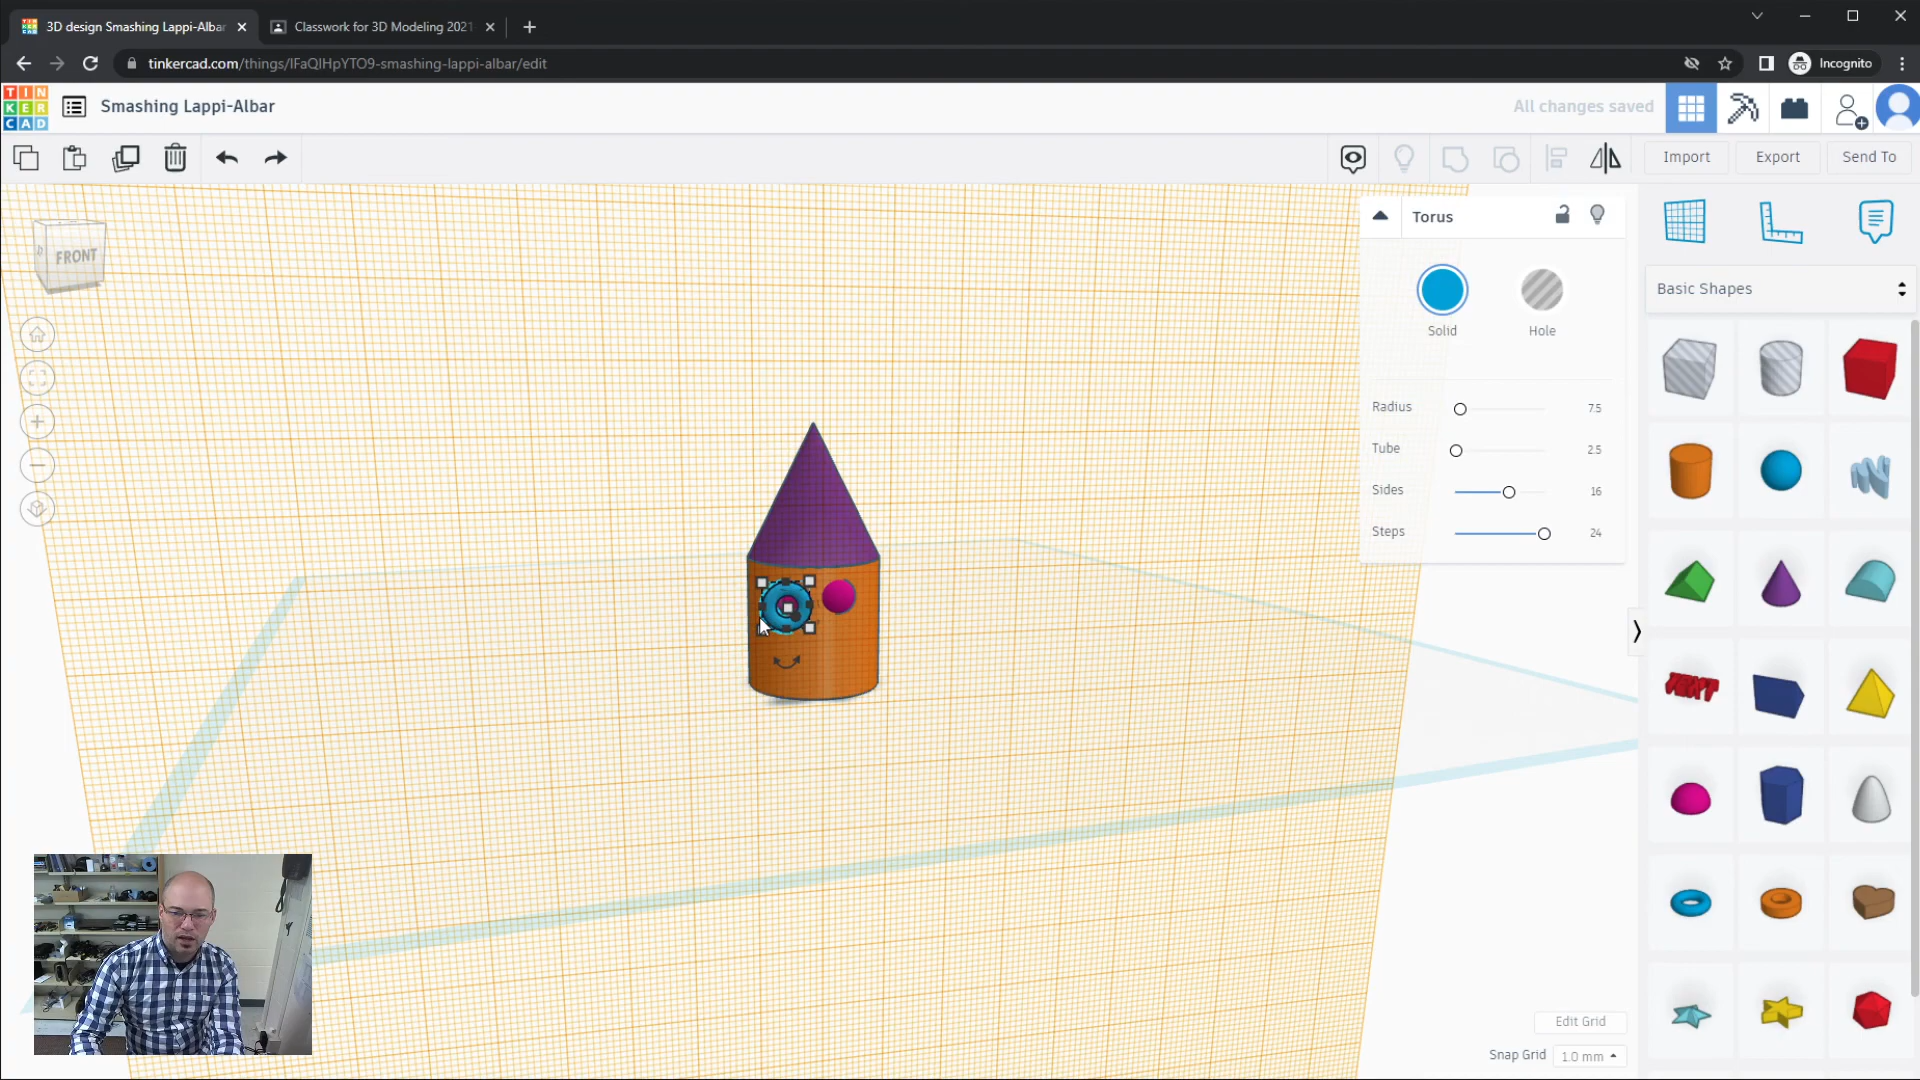 3D design Smashing Lappi-Albar
Classwork for 3D Modeling 2021
tinkercad.com/things/lFaQlHpYTO9-smashing-lappi-albar/edit
Incognito
TIN
KER
CAD
Smashing Lappi-Albar
All changes saved
Import
Export
Send To
FRONT
Torus
Solid
Hole
Radius
7.5
Tube
2.5
Sides
16
Steps
24
Basic Shapes
TEXT
Edit Grid
Snap Grid
1.0 mm